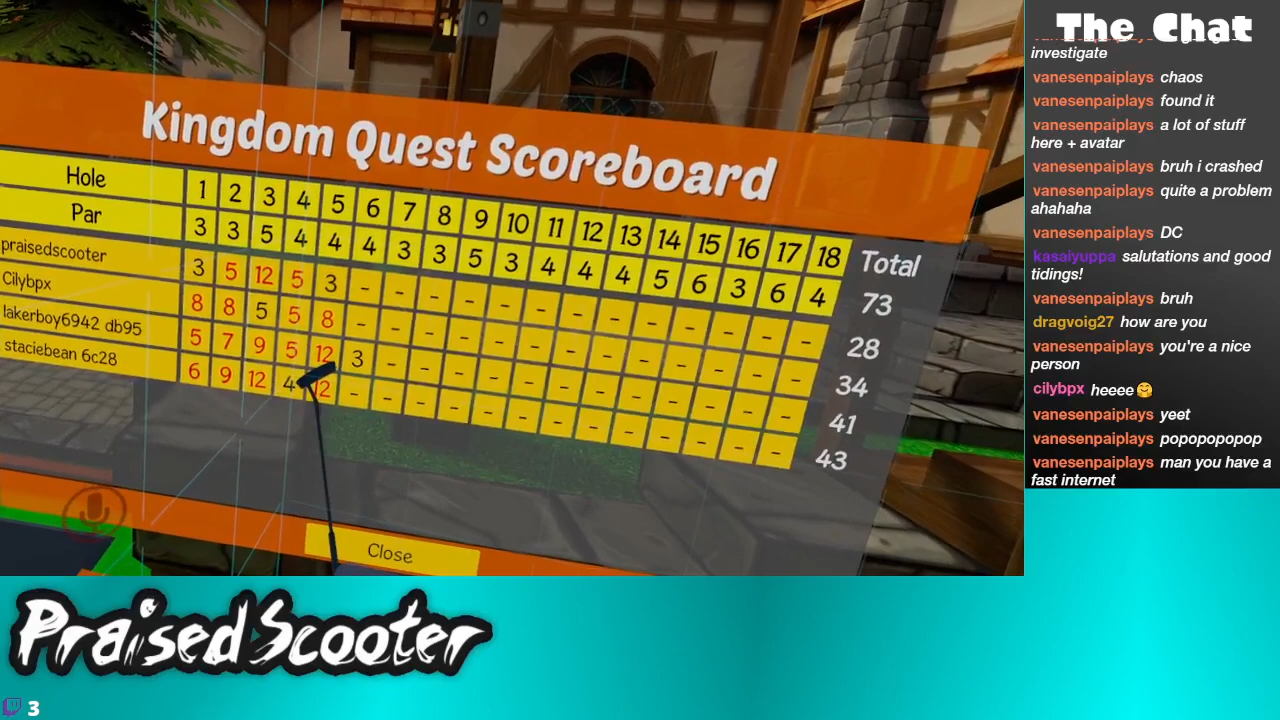 Kingdom Quest Scoreboard
Hole 1 2 3 4 5 6 7 8 9 10 11 12 13 14 15 16 17 18 Total
Par 3 3 5 4 4 4 3 3 5 3 4 4 4 5 6 3 6 4 73
praisedscooter 3 5 12 5 3 - - - - - - - - - - - - - 28
Cilybpx 8 8 5 5 8 - - - - - - - - - - - - - 34
lakerboy6942 db95 5 7 9 5 12 3 - - - - - - - - - - - - 41
staciebean 6c28 6 9 12 4 12 - - - - - - - - - - - - - 43
Close
The Chat
investigate
vanesenpaiplays chaos
vanesenpaiplays found it
vanesenpaiplays a lot of stuff
here + avatar
vanesenpaiplays bruh i crashed
vanesenpaiplays quite a problem
ahahaha
vanesenpaiplays DC
kasaiyuppa salutations and good
tidings!
vanesenpaiplays bruh
dragvoig27 how are you
vanesenpaiplays you're a nice
person
cilybpx heeee🤗
vanesenpaiplays yeet
vanesenpaiplays popopopopop
vanesenpaiplays man you have a
fast internet
PraisedScooter
3